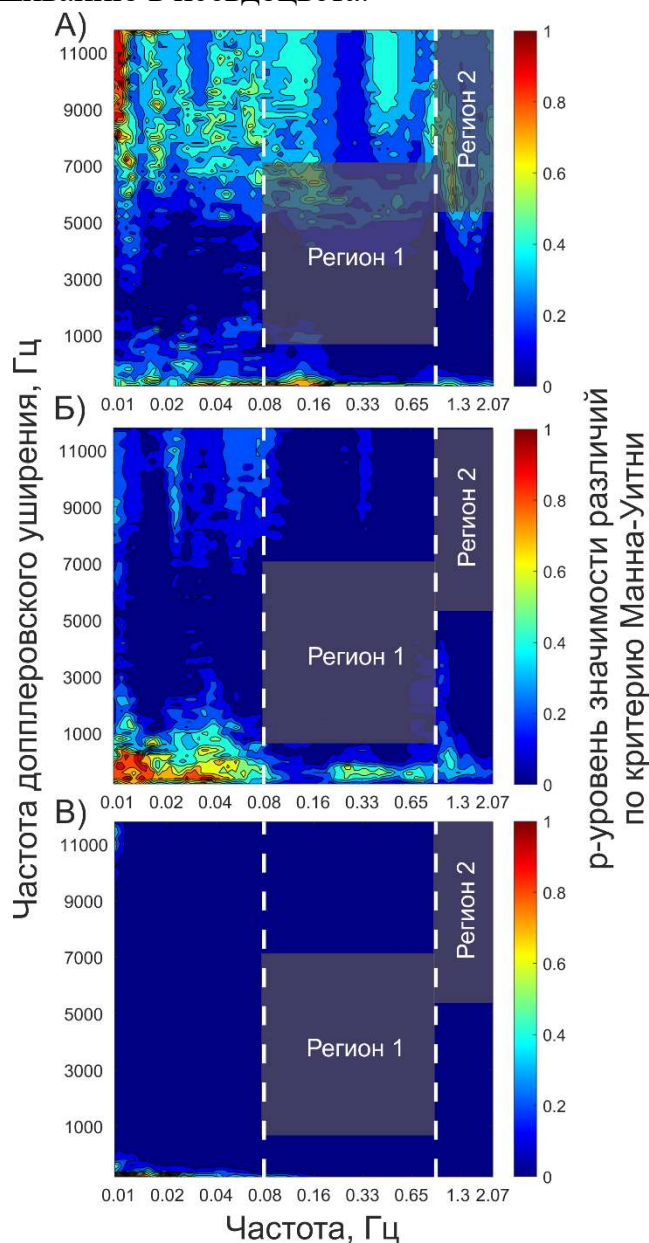 А)
11000
9000
7000
5000
3000
1000
0.01 0.02 0.04 0.08 0.16 0.33 0.65 1.3 2.07
Регион 1
Регион 2
1
0.8
0.6
0.4
0.2
0
Б)
11000
9000
7000
5000
3000
1000
0.01 0.02 0.04 0.08 0.16 0.33 0.65 1.3 2.07
Регион 1
Регион 2
1
0.8
0.6
0.4
0.2
0
В)
11000
9000
7000
5000
3000
1000
0.01 0.02 0.04 0.08 0.16 0.33 0.65 1.3 2.07
Регион 1
Регион 2
1
0.8
0.6
0.4
0.2
0
Частота допплеровского уширения, Гц
Частота, Гц
p-уровень значимости различий
по критерию Манна-Уитни